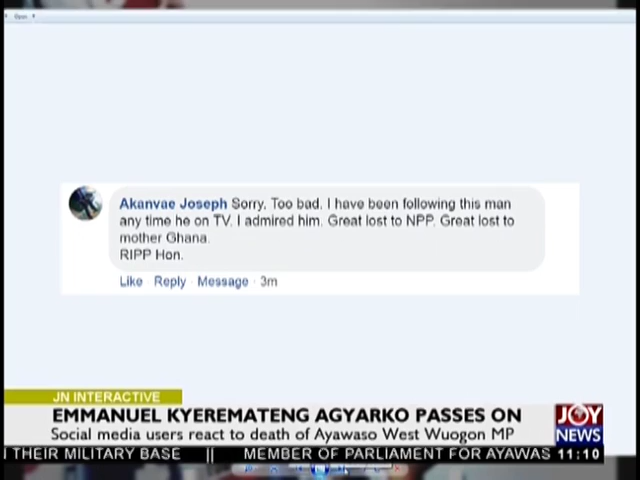 Open
Akanvae Joseph Sorry. Too bad, I have been following this man
any time he on TV. I admired him. Great lost to NPP. Great lost to
mother Ghana.
RIPP Hon.
Like · Reply · Message · 3m
JN INTERACTIVE
EMMANUEL KYEREMATENG AGYARKO PASSES ON
Social media users react to death of Ayawaso West Wuogon MP
JOY
NEWS
THEIR MILITARY BASE || MEMBER OF PARLIAMENT FOR AYAWAS 11:10